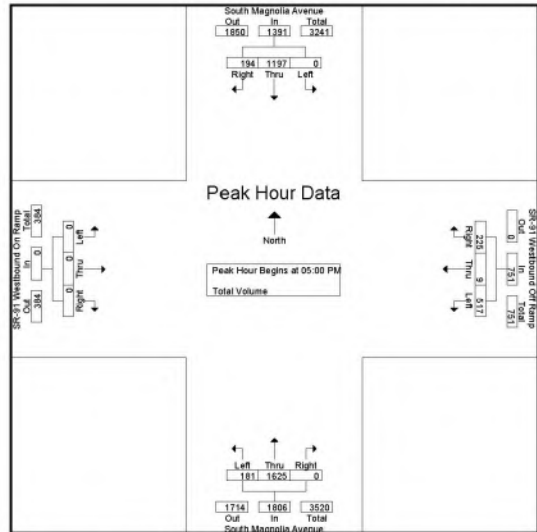 South Magnolia Avenue
Out In Total
1850 1391 3241
194 1197 0
Right Thru Left
Peak Hour Data
North
Peak Hour Begins at 05:00 PM
Total Volume
SR-91 Westbound On Ramp
Total In Out
384 0 384
0 0 0
Left Thru Right
SR-91 Westbound Off Ramp
Out In Total
0 751 751
225 9 517
Right Thru Left
Left Thru Right
181 1625 0
1714 1806 3520
Out In Total
South Magnolia Avenue